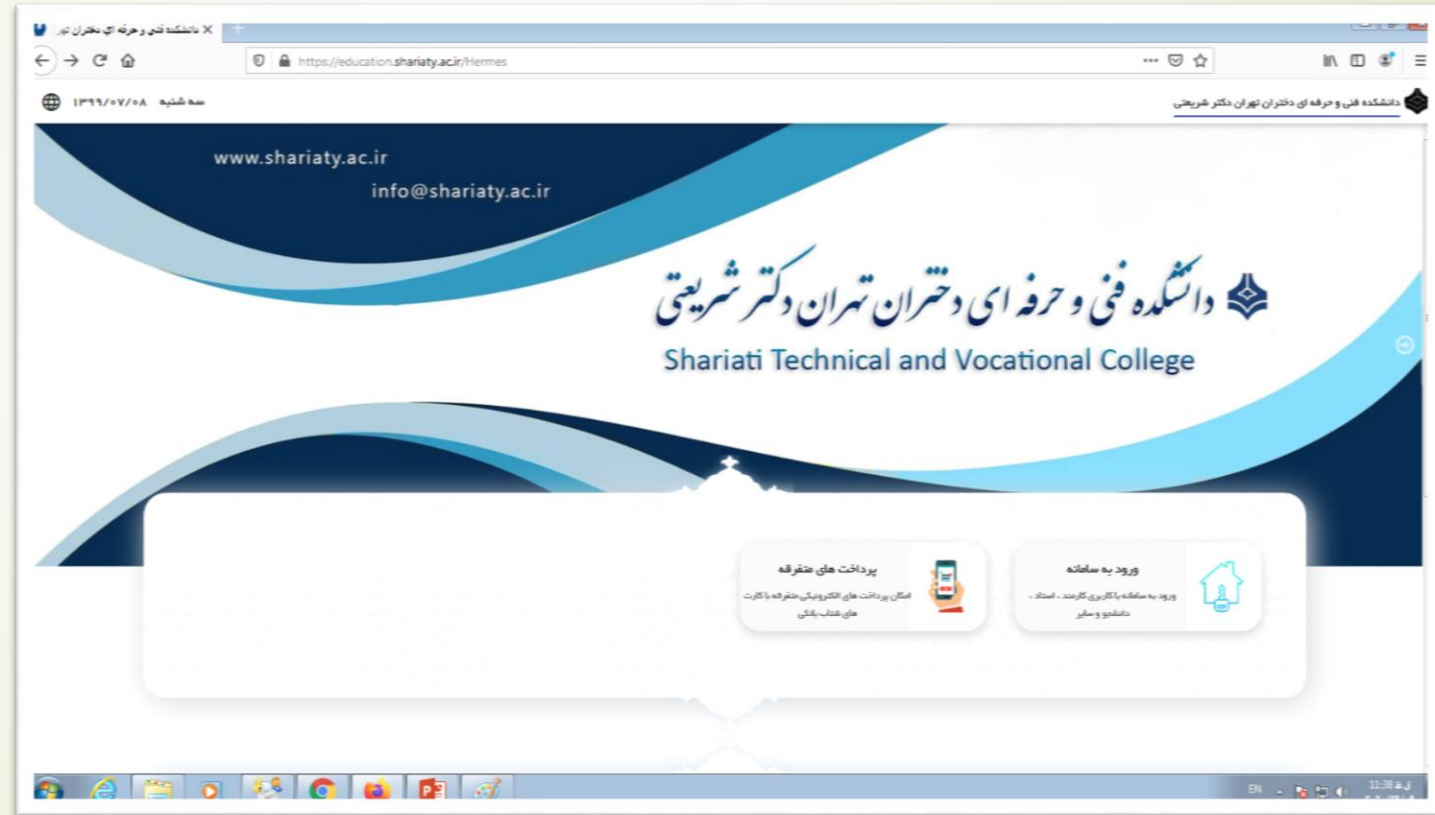 دانشکده فنی و حرفه ای دختران تهر
https://education.shariaty.ac.ir/Hermes
دانشکده فنی و حرفه ای دختران تهران دکتر شریعتی
سه شنبه ۱۳۹۹/۰۷/۰۸
www.shariaty.ac.ir
info@shariaty.ac.ir
دانشکده فنی و حرفه ای دختران تهران دکتر شریعتی
Shariati Technical and Vocational College
ورود به سامانه
ورود به سامانه با کاربری کارمند ، استاد ،
دانشجو و سایر
پرداخت های متفرقه
امکان پرداخت های الکترونیکی متفرقه با کارت
های شتاب بانکی
EN
11:38 ق.ظ